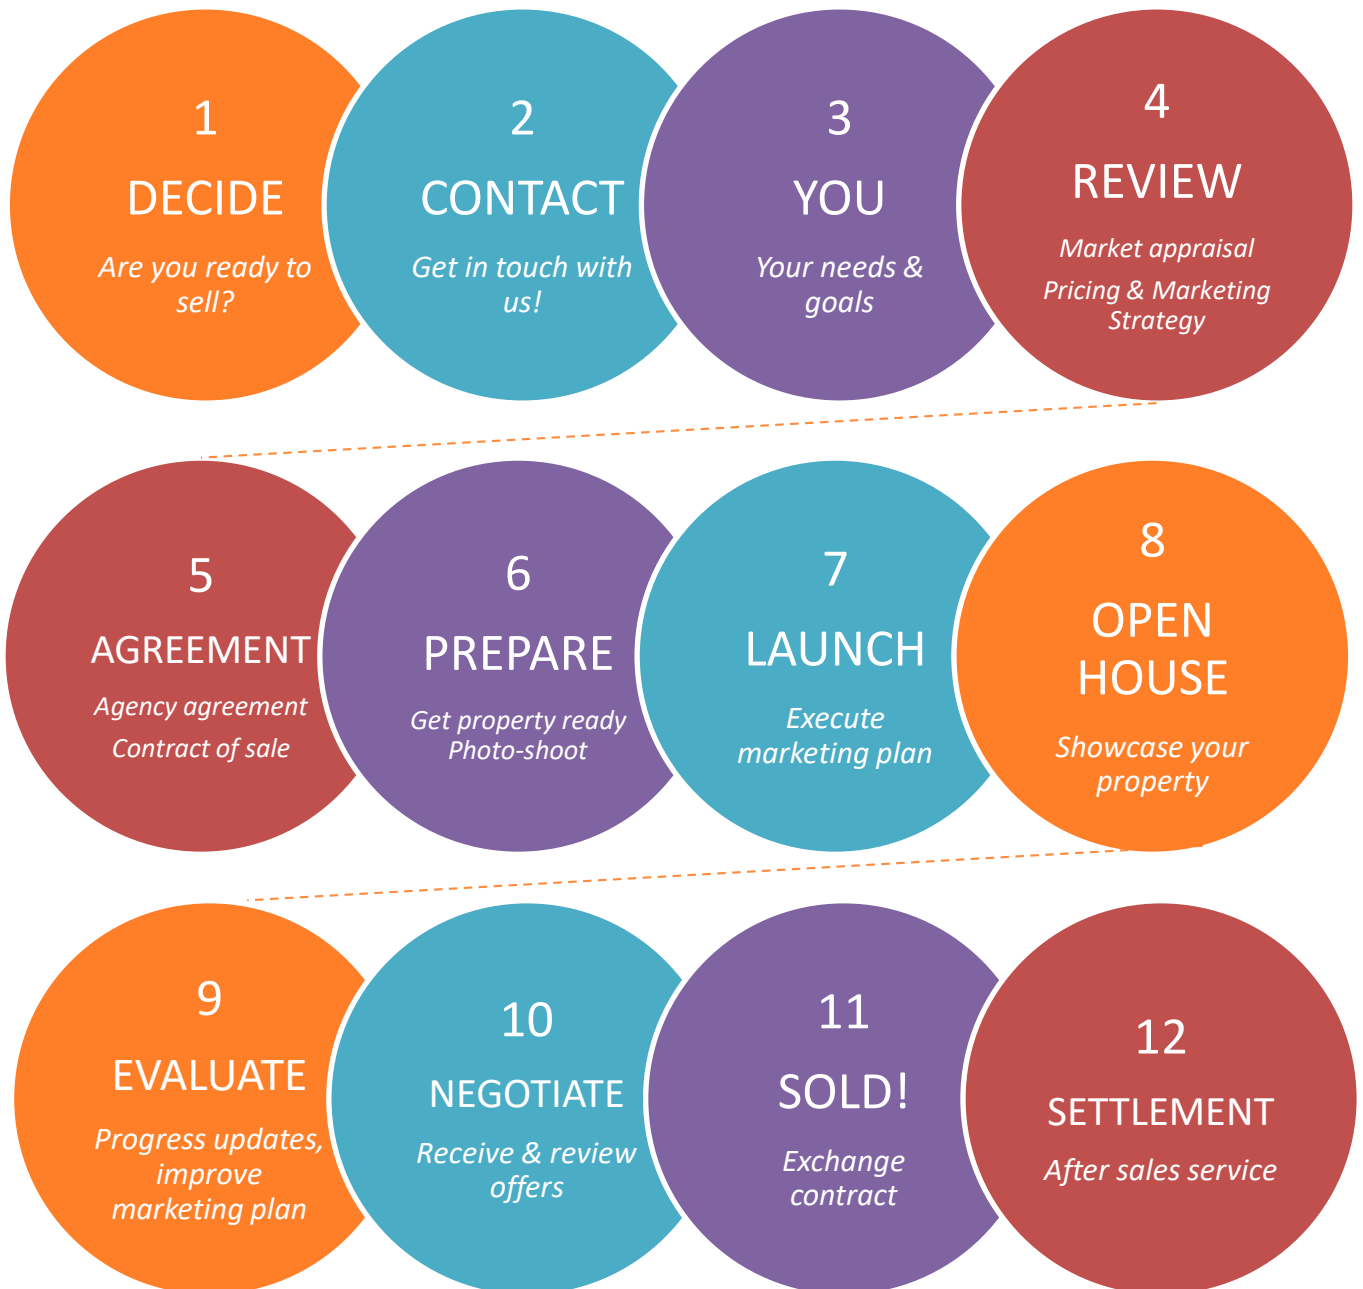 1
DECIDE
Are you ready to
sell?
2
CONTACT
Get in touch with
us!
3
YOU
Your needs &
goals
4
REVIEW
Market appraisal
Pricing & Marketing
Strategy
5
AGREEMENT
Agency agreement
Contract of sale
6
PREPARE
Get property ready
Photo-shoot
7
LAUNCH
Execute
marketing plan
8
OPEN
HOUSE
Showcase your
property
9
EVALUATE
Progress updates,
improve
marketing plan
10
NEGOTIATE
Receive & review
offers
11
SOLD!
Exchange
contract
12
SETTLEMENT
After sales service